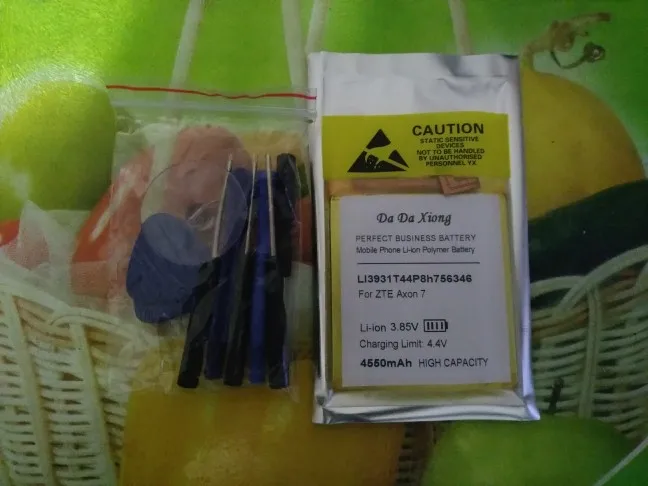 CAUTION
STATIC SENSITIVE
DEVICES
NOT TO BE HANDLED
BY UNAUTHORISED
PERSONNEL YX
Da Da Xiong
PERFECT BUSINESS BATTERY
Mobile Phone Li-ion Polymer Battery
LI3931T44P8h756346
For ZTE Axon 7
Li-ion 3.85V
Charging Limit: 4.4V
4550mAh HIGH CAPACITY